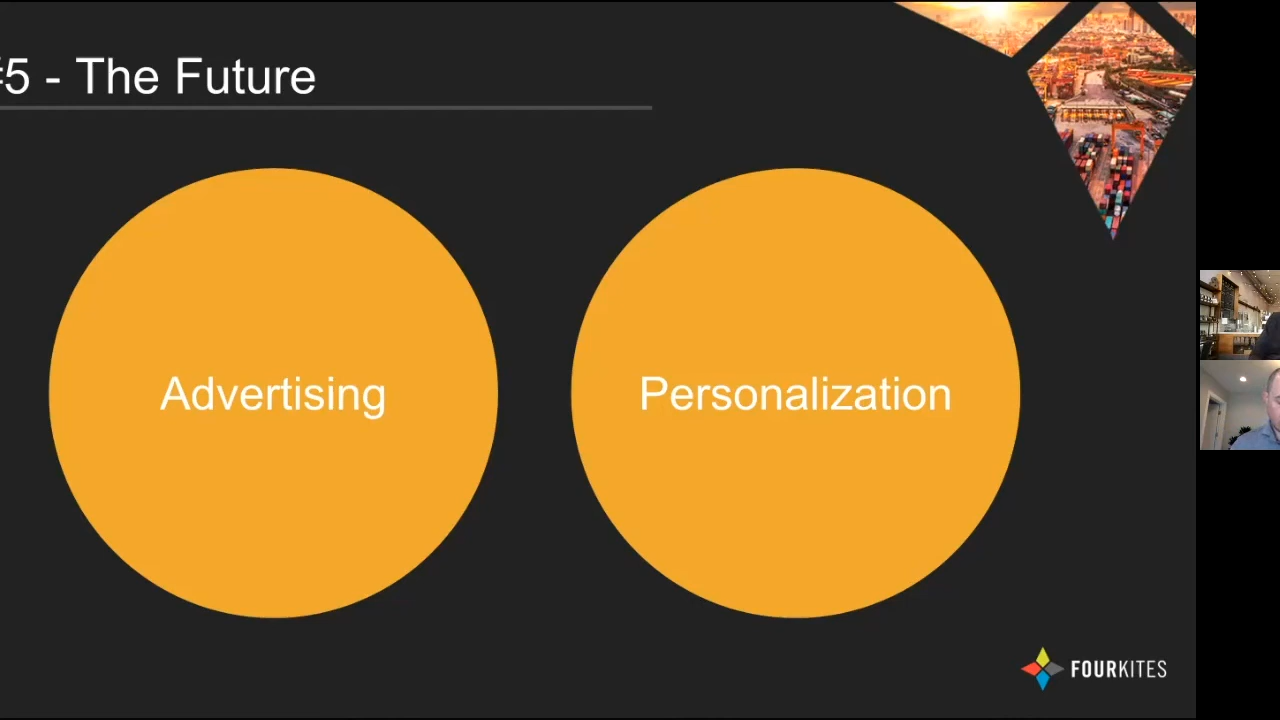 #5 - The Future
Advertising
Personalization
FOURKITES